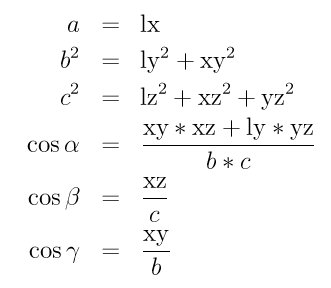 a = lx
b² = ly² + xy²
c² = lz² + xz² + yz²
cos α = (xy ∗ xz + ly ∗ yz) / (b ∗ c)
cos β = xz / c
cos γ = xy / b